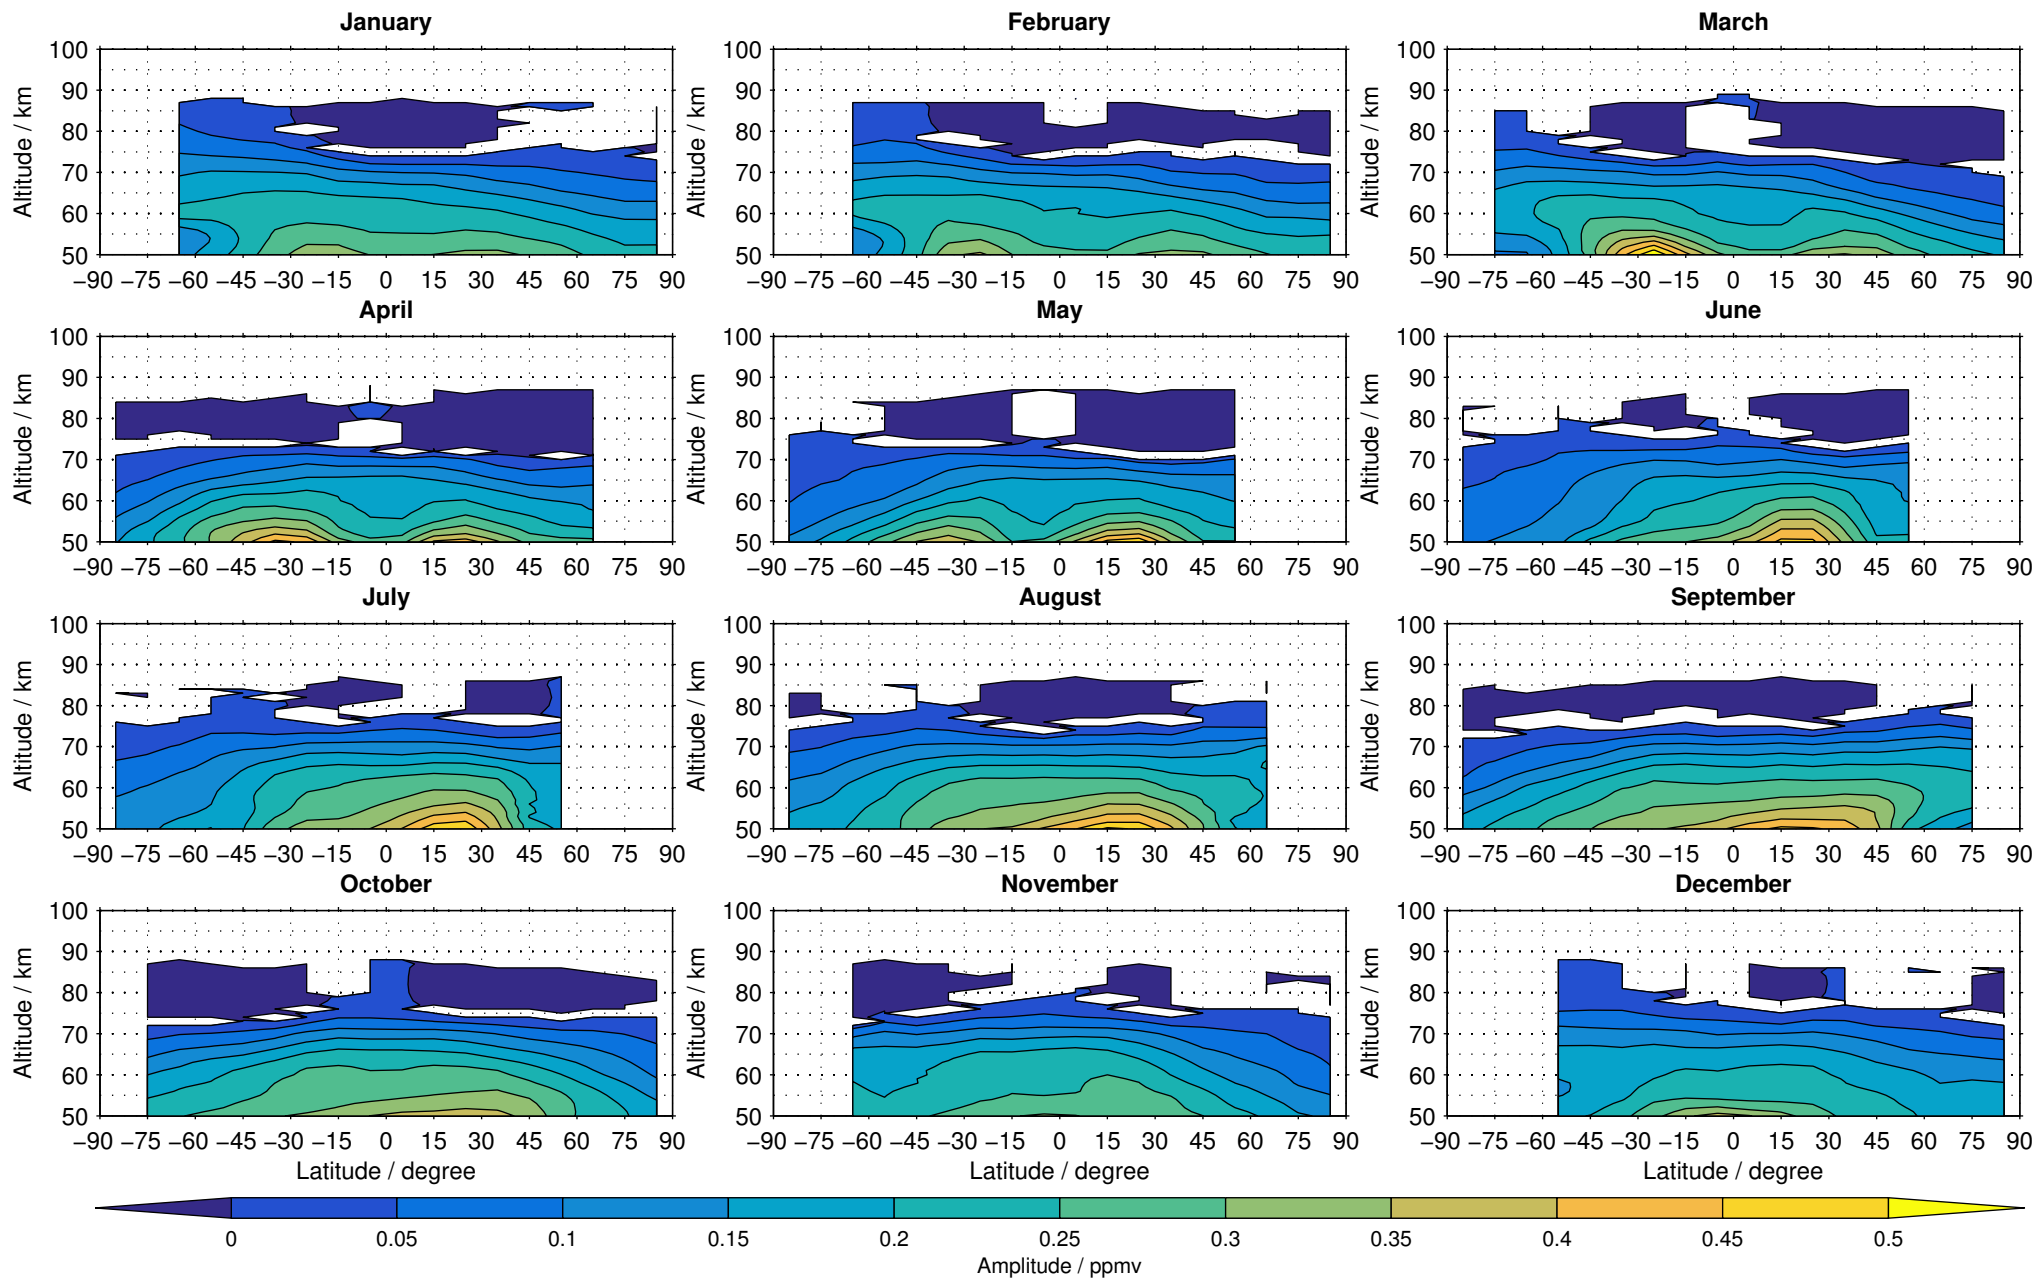 January February March
100 100 100
90 90 90
80 80 80
70 70 70
60 60 60
50 50 50
Altitude / km Altitude / km Altitude / km
−90 −75 −60 −45 −30 −15 0 15 30 45 60 75 90 −90 −75 −60 −45 −30 −15 0 15 30 45 60 75 90 −90 −75 −60 −45 −30 −15 0 15 30 45 60 75 90
April May June
100 100 100
90 90 90
80 80 80
70 70 70
60 60 60
50 50 50
Altitude / km Altitude / km Altitude / km
−90 −75 −60 −45 −30 −15 0 15 30 45 60 75 90 −90 −75 −60 −45 −30 −15 0 15 30 45 60 75 90 −90 −75 −60 −45 −30 −15 0 15 30 45 60 75 90
July August September
100 100 100
90 90 90
80 80 80
70 70 70
60 60 60
50 50 50
Altitude / km Altitude / km Altitude / km
−90 −75 −60 −45 −30 −15 0 15 30 45 60 75 90 −90 −75 −60 −45 −30 −15 0 15 30 45 60 75 90 −90 −75 −60 −45 −30 −15 0 15 30 45 60 75 90
October November December
100 100 100
90 90 90
80 80 80
70 70 70
60 60 60
50 50 50
Altitude / km Altitude / km Altitude / km
−90 −75 −60 −45 −30 −15 0 15 30 45 60 75 90 −90 −75 −60 −45 −30 −15 0 15 30 45 60 75 90 −90 −75 −60 −45 −30 −15 0 15 30 45 60 75 90
Latitude / degree Latitude / degree Latitude / degree
0 0.05 0.1 0.15 0.2 0.25 0.3 0.35 0.4 0.45 0.5
Amplitude / ppmv